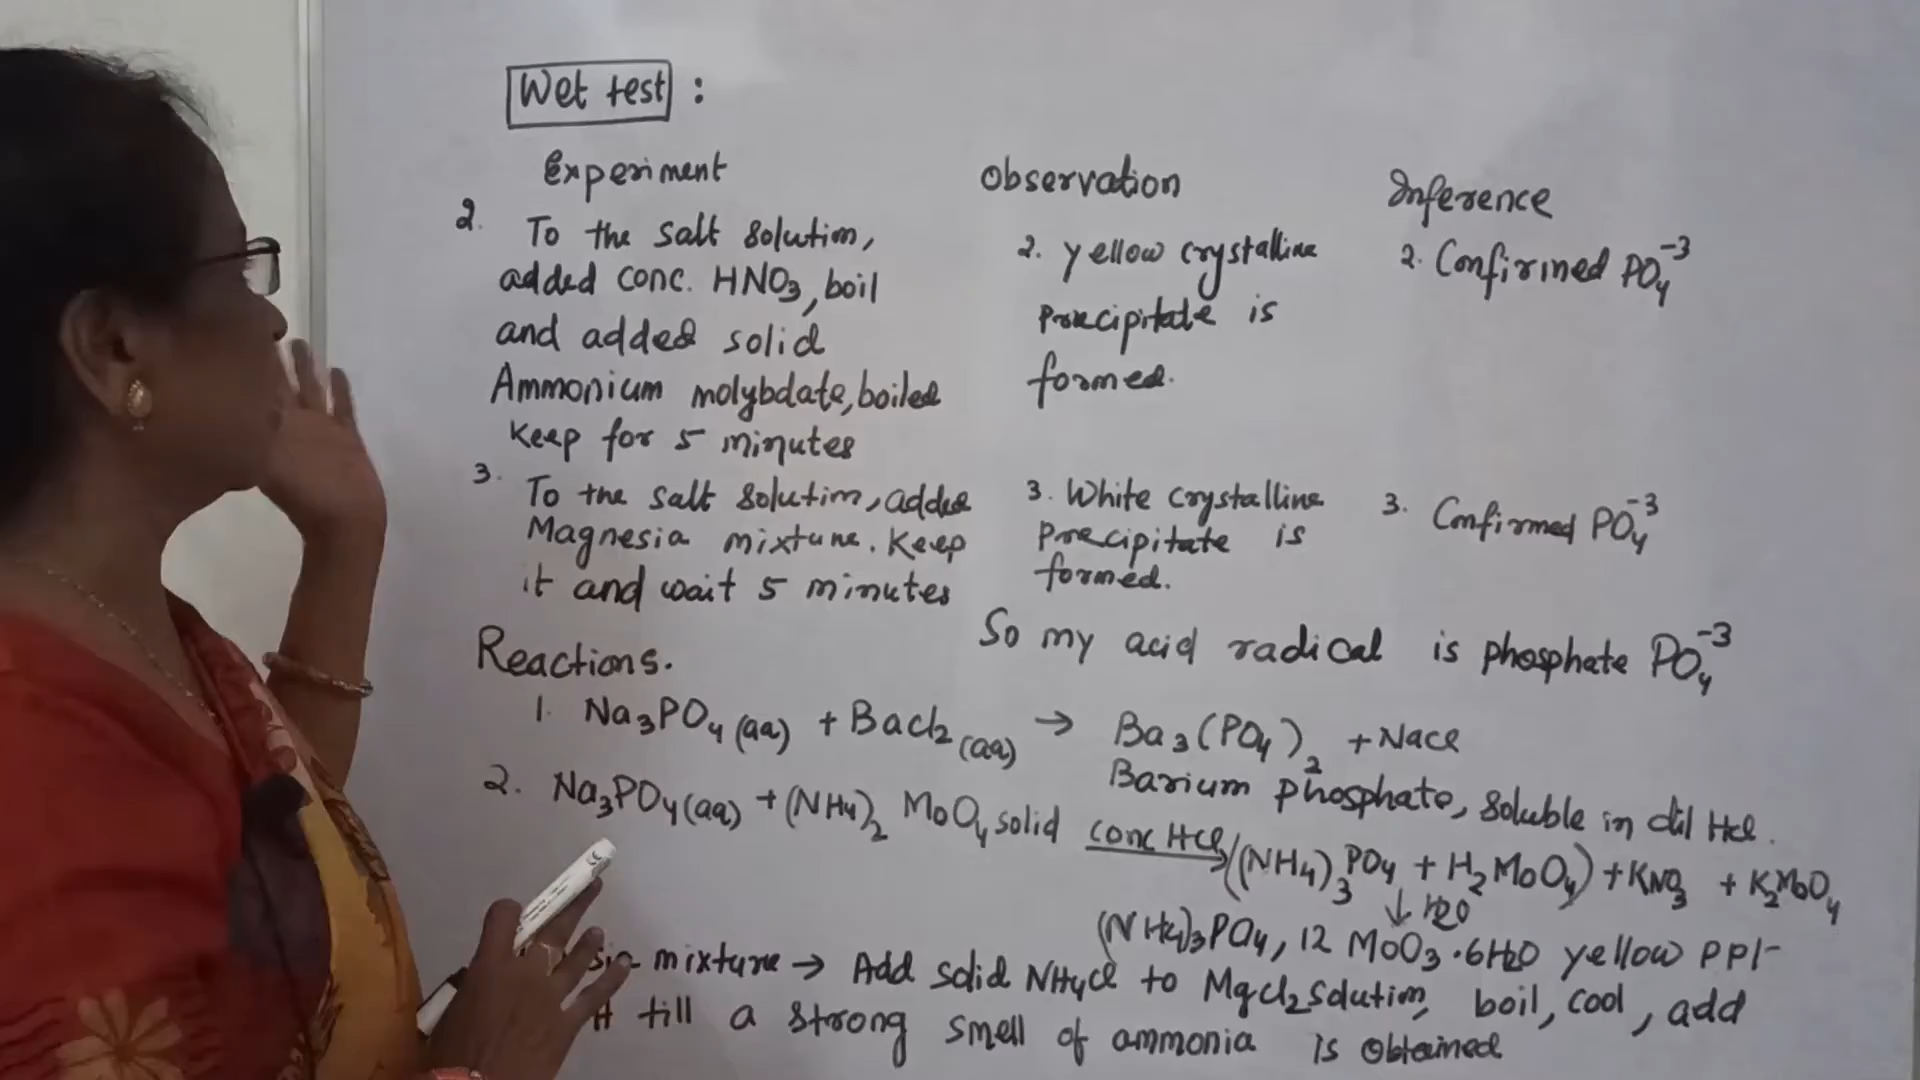 Wet test :
Experiment Observation Inference
2. To the salt solution,
added conc. HNO3, boil
and added solid
Ammonium molybdate, boiled
Keep for 5 minutes
2. Yellow crystalline
precipitate is
formed.
2. Confirmed PO4^-3
3. To the salt solution, added
Magnesia mixture. Keep
it and wait 5 minutes
3. White crystalline
precipitate is
formed.
3. Confirmed PO4^-3
So my acid radical is phosphate PO4^-3
Reactions.
1. Na3PO4 (aq) + BaCl2 (aq) → Ba3(PO4)2 + NaCl
Barium phosphate, soluble in dil HCl.
2. Na3PO4(aq) + (NH4)2 MoO4 solid conc HCl → ((NH4)3PO4 + H2MoO4) + KNO3 + K2MoO4
↓ H2O
(NH4)3PO4, 12 MoO3·6H2O yellow ppt
mixture → Add solid NH4Cl to MgCl2 solution, boil, cool, add
till a strong smell of ammonia is obtained